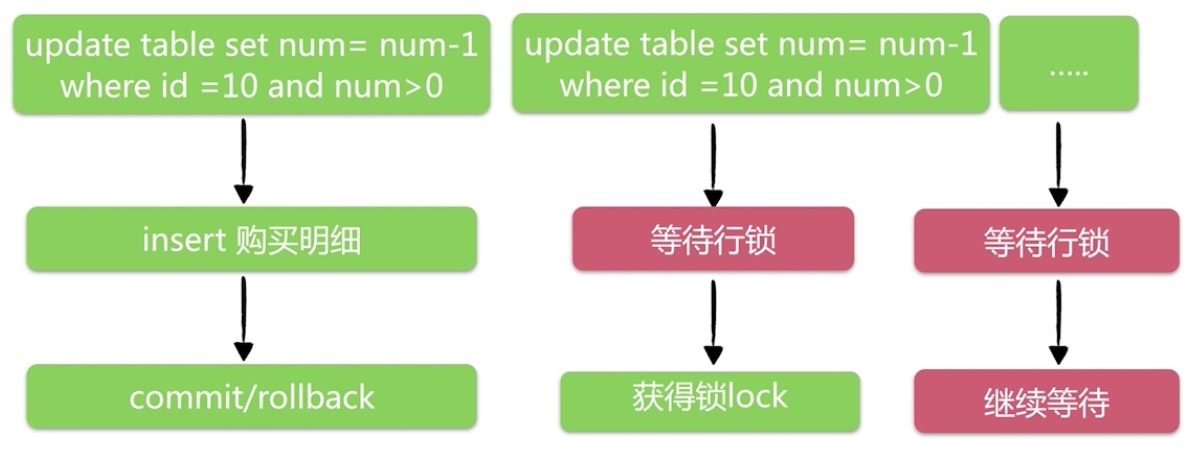 update table set num= num-1
where id =10 and num>0
update table set num= num-1
where id =10 and num>0
.....
insert 购买明细
等待行锁
等待行锁
commit/rollback
获得锁lock
继续等待